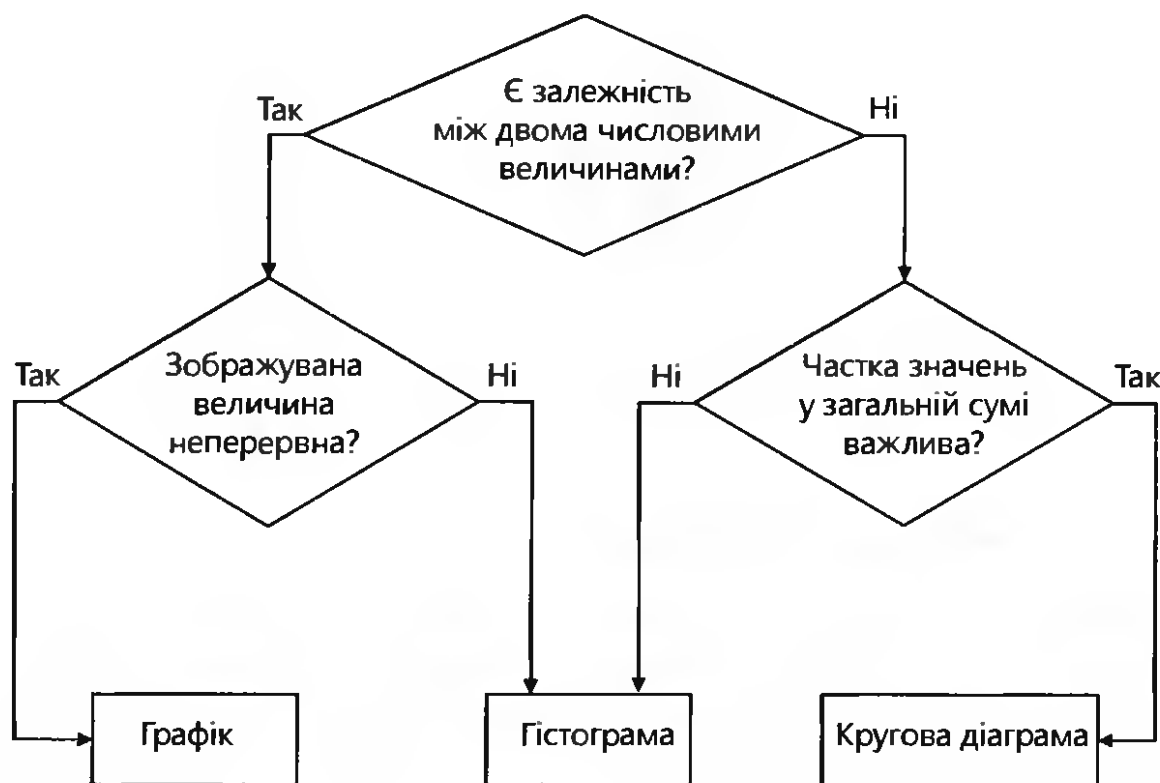 Є залежність
між двома числовими
величинами?
Так
Ні
Зображувана
величина
неперервна?
Так
Ні
Частка значень
у загальній сумі
важлива?
Ні
Так
Графік
Гістограма
Кругова діаграма